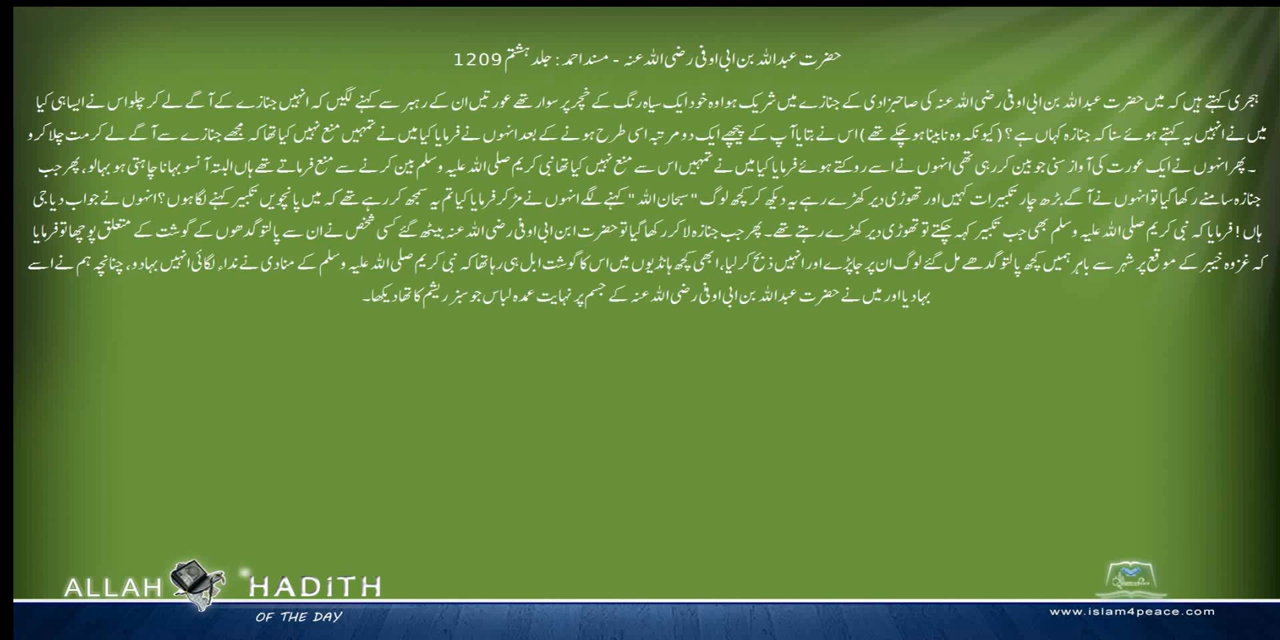 حضرت عبداللہ بن ابی اوفی رضی اللہ عنہ - مسند احمد: جلد ہشتم 1209
ہجری کہتے ہیں کہ میں حضرت عبداللہ بن ابی اوفی رضی اللہ عنہ کی صاحبزادی کے جنازے میں شریک ہوا وہ خود ایک سیاہ رنگ کے خچر پر سوار تھے عورتیں ان کے رہبر سے کہنے لگیں کہ انہیں جنازے کے آگے لے کر چلو اس نے ایسا ہی کیا
میں نے انہیں یہ کہتے ہوئے سنا کہ جنازہ کہاں ہے؟ (کیونکہ وہ نابینا ہو چکے تھے) اس نے بتایا آپ کے پیچھے ایک دو مرتبہ اسی طرح ہونے کے بعد انہوں نے فرمایا کیا میں نے تمہیں منع نہیں کیا تھا کہ مجھے جنازے سے آگے لے کر مت چلا کرو
۔ پھر انہوں نے ایک عورت کی آواز سنی جو بین کر رہی تھی انہوں نے اسے روکتے ہوئے فرمایا کیا میں نے تمہیں اس سے منع نہیں کیا تھا نبی کریم صلی اللہ علیہ وسلم بین کرنے سے منع فرماتے تھے ہاں البتہ آنسو بہانا چاہتی ہو بہالو، پھر جب
جنازہ سامنے رکھا گیا تو انہوں نے آگے بڑھ چار تکبیرات کہیں اور تھوڑی دیر کھڑے رہے یہ دیکھ کر کچھ لوگ "سبحان اللہ" کہنے لگے انہوں نے مڑ کر فرمایا کیا تم یہ سمجھ کر رہے تھے کہ میں پانچویں تکبیر کہنے لگا ہوں؟ انہوں نے جواب دیا جی
ہاں! فرمایا کہ نبی کریم صلی اللہ علیہ وسلم بھی جب تکبیر کہہ چکتے تو تھوڑی دیر کھڑے رہتے تھے۔ پھر جب جنازہ لا کر رکھا گیا تو حضرت ابن ابی اوفی رضی اللہ عنہ بیٹھ گئے کسی شخص نے ان سے پالتو گدھوں کے گوشت کے متعلق پوچھا تو فرمایا
کہ غزوہ خیبر کے موقع پر شہر سے باہر ہمیں کچھ پالتو گدھے مل گئے لوگ ان پر جا پڑے اور انہیں ذبح کر لیا، ابھی کچھ ہانڈیوں میں اس کا گوشت ابل ہی رہا تھا کہ نبی کریم صلی اللہ علیہ وسلم کے منادی نے نداء لگائی انہیں بہادو، چنانچہ ہم نے اسے
بہا دیا اور میں نے حضرت عبداللہ بن ابی اوفی رضی اللہ عنہ کے جسم پر نہایت عمدہ لباس جو سبز ریشم کا تھا دیکھا۔
ALLAH HADITH
OF THE DAY
www.islam4peace.com